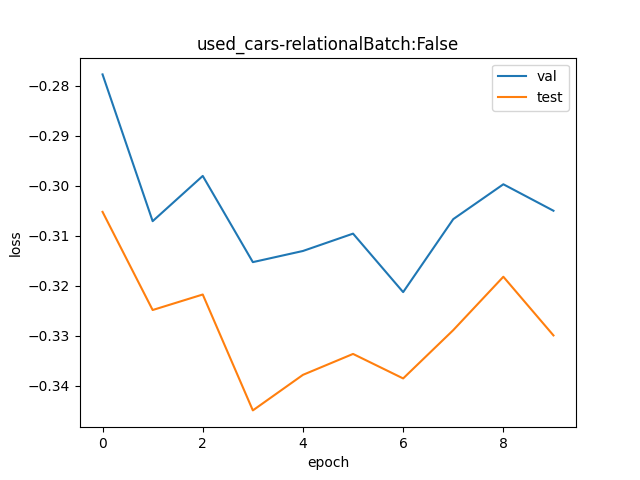 used_cars-relationalBatch:False
val
test
−0.28
−0.29
−0.30
−0.31
−0.32
−0.33
−0.34
loss
0
2
4
6
8
epoch